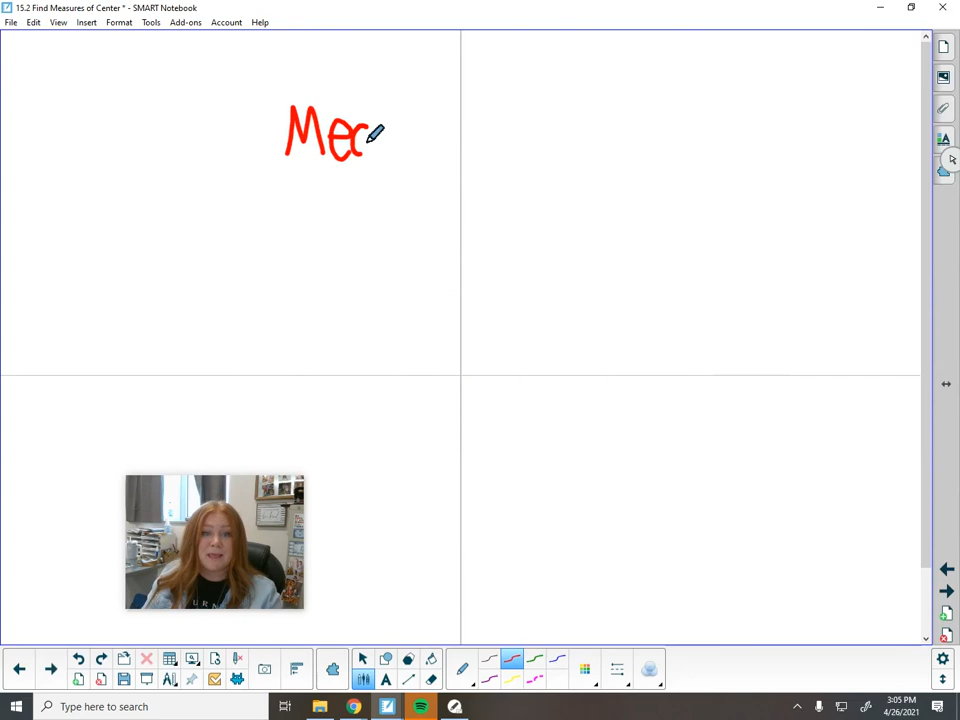 15.2 Find Measures of Center * - SMART Notebook
File Edit View Insert Format Tools Add-ons Account Help
Mec
Type here to search
3:05 PM
4/26/2021